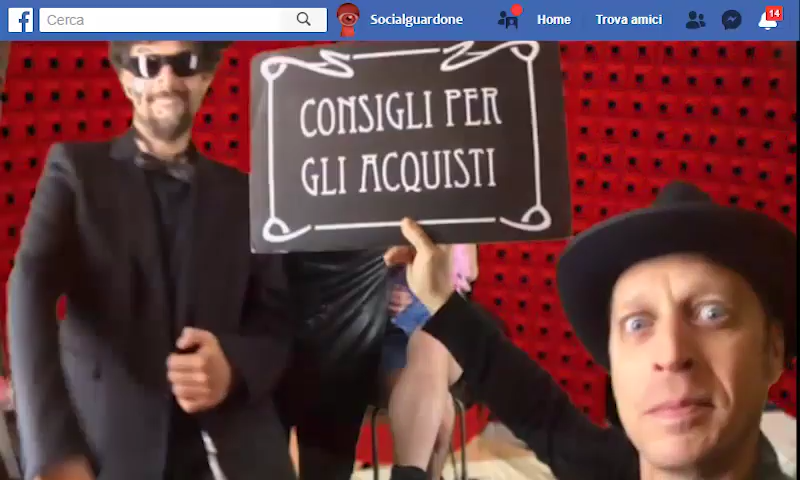 Cerca
Socialguardone
Home
Trova amici
14
CONSIGLI PER
GLI ACQUISTI